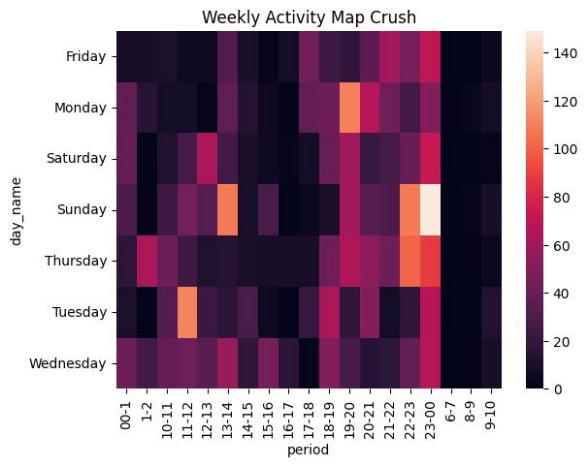 Weekly Activity Map Crush
day_name
Friday
Monday
Saturday
Sunday
Thursday
Tuesday
Wednesday
00-1
1-2
10-11
11-12
12-13
13-14
14-15
15-16
16-17
17-18
18-19
19-20
20-21
21-22
22-23
23-00
6-7
8-9
9-10
period
140
120
100
80
60
40
20
0